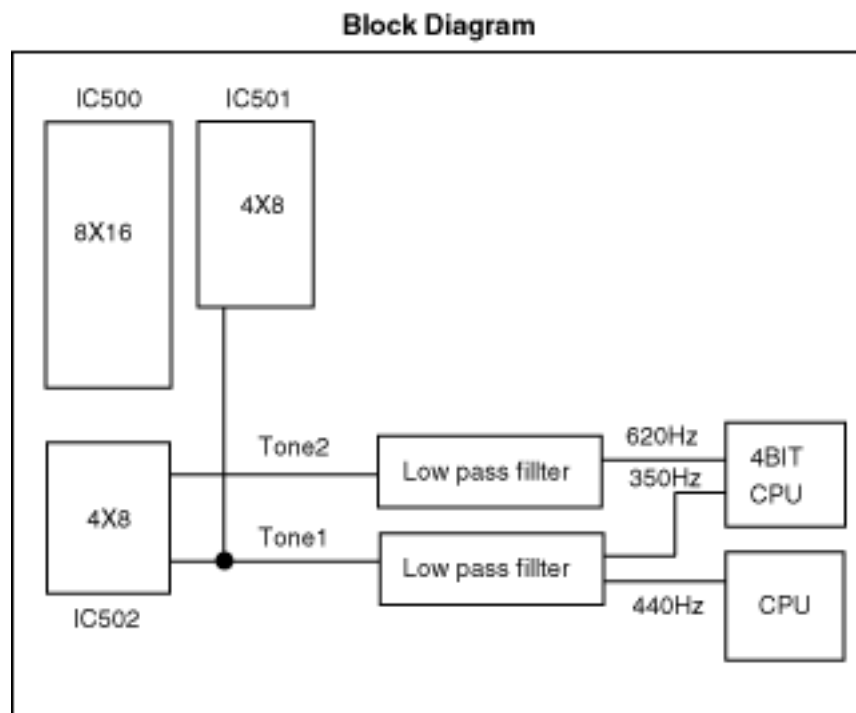 Block Diagram
IC500
IC501
8X16
4X8
Tone2
Low pass fillter
620Hz
350Hz
4BIT
CPU
4X8
Tone1
Low pass fillter
440Hz
CPU
IC502